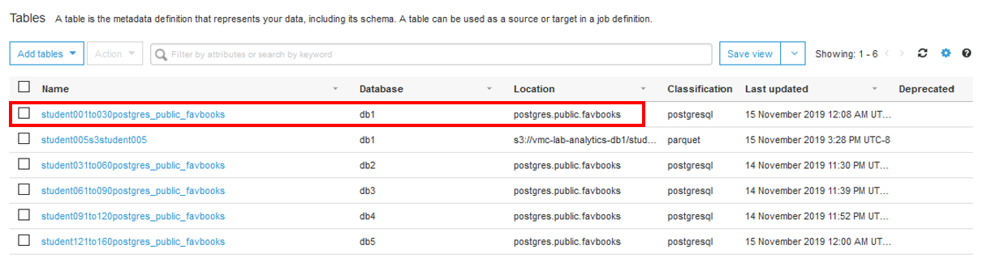 Tables A table is the metadata definition that represents your data, including its schema. A table can be used as a source or target in a job definition.
Add tables Action Filter by attributes or search by keyword Save view Showing: 1 - 6
Name Database Location Classification Last updated Deprecated
student001to030postgres_public_favbooks db1 postgres.public.favbooks postgresql 15 November 2019 12:08 AM UT...
student005s3student005 db1 s3://vmc-lab-analytics-db1/stud... parquet 15 November 2019 3:28 PM UTC-8
student031to060postgres_public_favbooks db2 postgres.public.favbooks postgresql 14 November 2019 11:30 PM UT...
student061to090postgres_public_favbooks db3 postgres.public.favbooks postgresql 14 November 2019 11:39 PM UT...
student091to120postgres_public_favbooks db4 postgres.public.favbooks postgresql 14 November 2019 11:52 PM UT...
student121to160postgres_public_favbooks db5 postgres.public.favbooks postgresql 15 November 2019 12:00 AM UT...